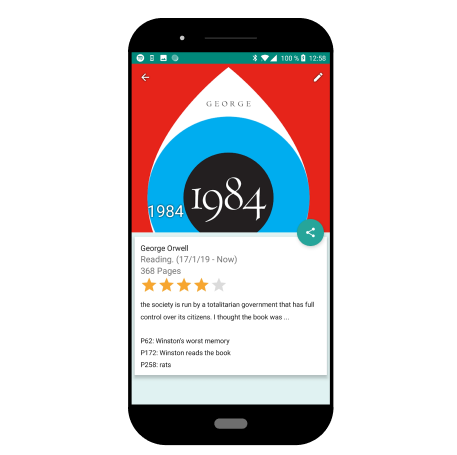 100 % 12:58
GEORGE
1984
1984
George Orwell
Reading. (17/1/19 - Now)
368 Pages
the society is run by a totalitarian government that has full
control over its citizens. I thought the book was ...
P62: Winston's worst memory
P172: Winston reads the book
P258: rats